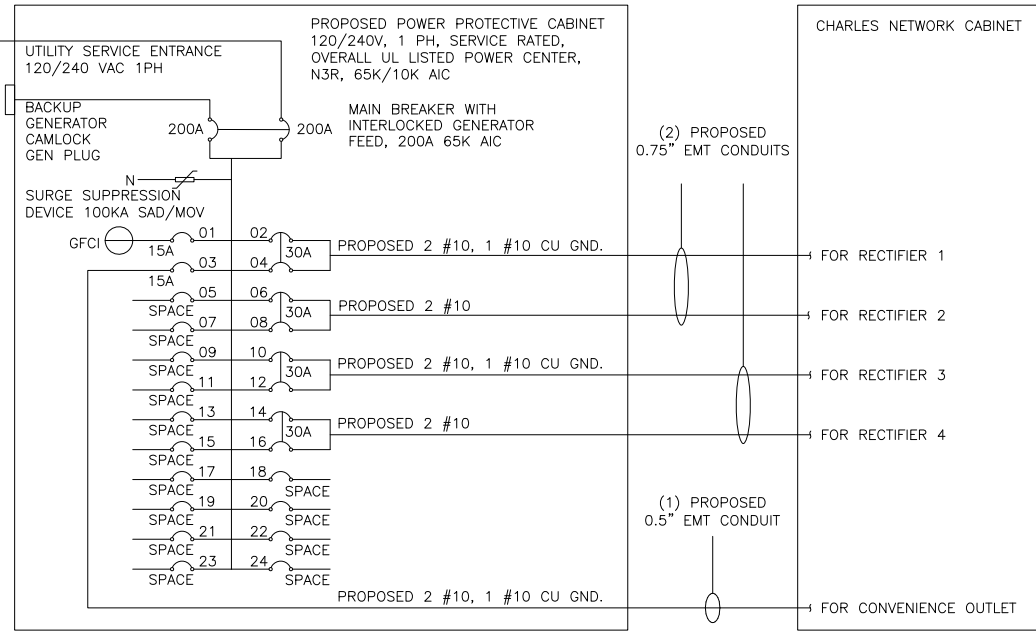 PROPOSED POWER PROTECTIVE CABINET
120/240V, 1 PH, SERVICE RATED,
OVERALL UL LISTED POWER CENTER,
N3R, 65K/10K AIC
CHARLES NETWORK CABINET
UTILITY SERVICE ENTRANCE
120/240 VAC 1PH
BACKUP
GENERATOR
CAMLOCK
GEN PLUG
200A
200A
MAIN BREAKER WITH
INTERLOCKED GENERATOR
FEED, 200A 65K AIC
(2) PROPOSED
0.75" EMT CONDUITS
N
SURGE SUPPRESSION
DEVICE 100KA SAD/MOV
GFCI
01
02
15A
30A
PROPOSED 2 #10, 1 #10 CU GND.
FOR RECTIFIER 1
03
04
15A
05
06
SPACE
30A
PROPOSED 2 #10
FOR RECTIFIER 2
07
08
SPACE
09
10
SPACE
30A
PROPOSED 2 #10, 1 #10 CU GND.
FOR RECTIFIER 3
11
12
SPACE
13
14
SPACE
30A
PROPOSED 2 #10
FOR RECTIFIER 4
15
16
SPACE
17
18
SPACE
SPACE
19
20
SPACE
SPACE
21
22
SPACE
SPACE
23
24
SPACE
SPACE
(1) PROPOSED
0.5" EMT CONDUIT
PROPOSED 2 #10, 1 #10 CU GND.
FOR CONVENIENCE OUTLET